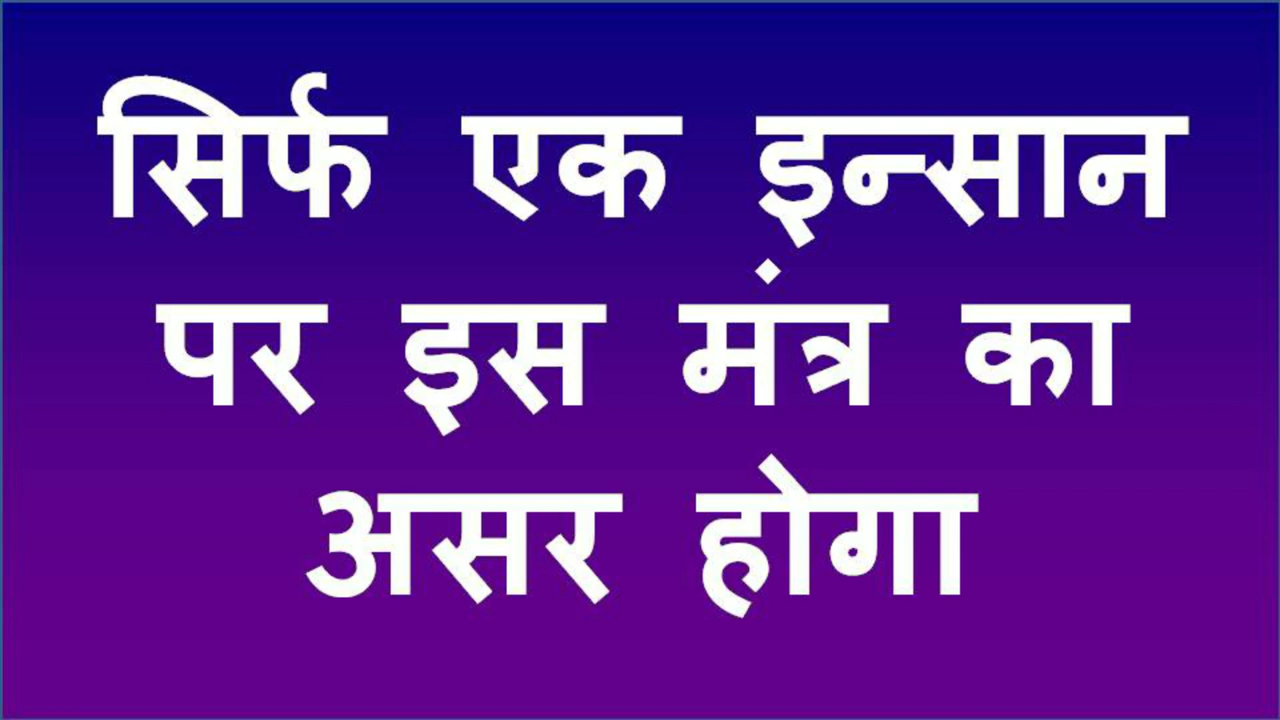 सिर्फ एक इन्सान
पर इस मंत्र का
असर होगा